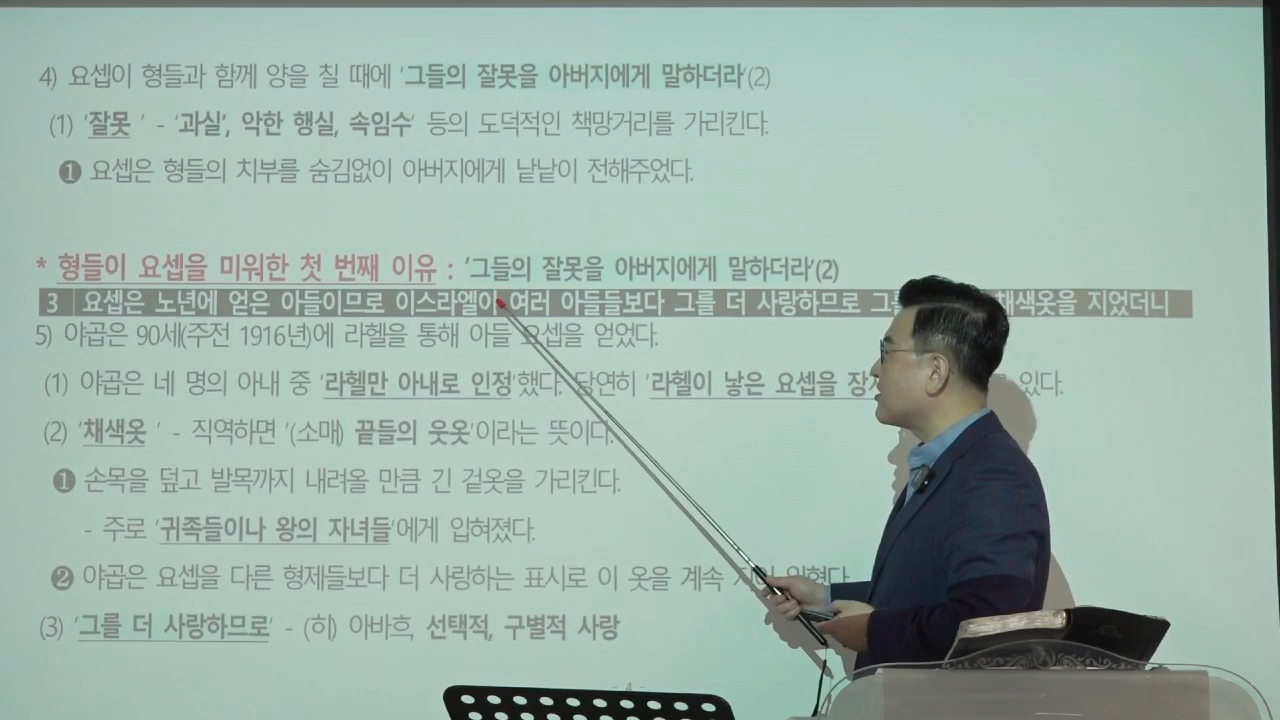 4) 요셉이 형들과 함께 양을 칠 때에 '그들의 잘못을 아버지에게 말하더라'(2)
(1) '잘못 ' - '과실', 악한 행실, 속임수' 등의 도덕적인 책망거리를 가리킨다.
❶ 요셉은 형들의 치부를 숨김없이 아버지에게 낱낱이 전해주었다.
* 형들이 요셉을 미워한 첫 번째 이유 : '그들의 잘못을 아버지에게 말하더라'(2)
3 요셉은 노년에 얻은 아들이므로 이스라엘이 여러 아들들보다 그를 더 사랑하므로 채색옷을 지었더니
5) 야곱은 90세(주전 1916년)에 라헬을 통해 아들 요셉을 얻었다.
(1) 야곱은 네 명의 아내 중 '라헬만 아내로 인정'했다. 당연히 '라헬이 낳은 요셉을 있다.
(2) '채색옷 ' - 직역하면 '(소매) 끝들의 웃옷'이라는 뜻이다.
❶ 손목을 덮고 발목까지 내려올 만큼 긴 겉옷을 가리킨다.
- 주로 '귀족들이나 왕의 자녀들'에게 입혀졌다.
❷ 야곱은 요셉을 다른 형제들보다 더 사랑하는 표시로 이 옷을 계속
(3) '그를 더 사랑하므로' - (히) 아바흐, 선택적, 구별적 사랑
- 4 -